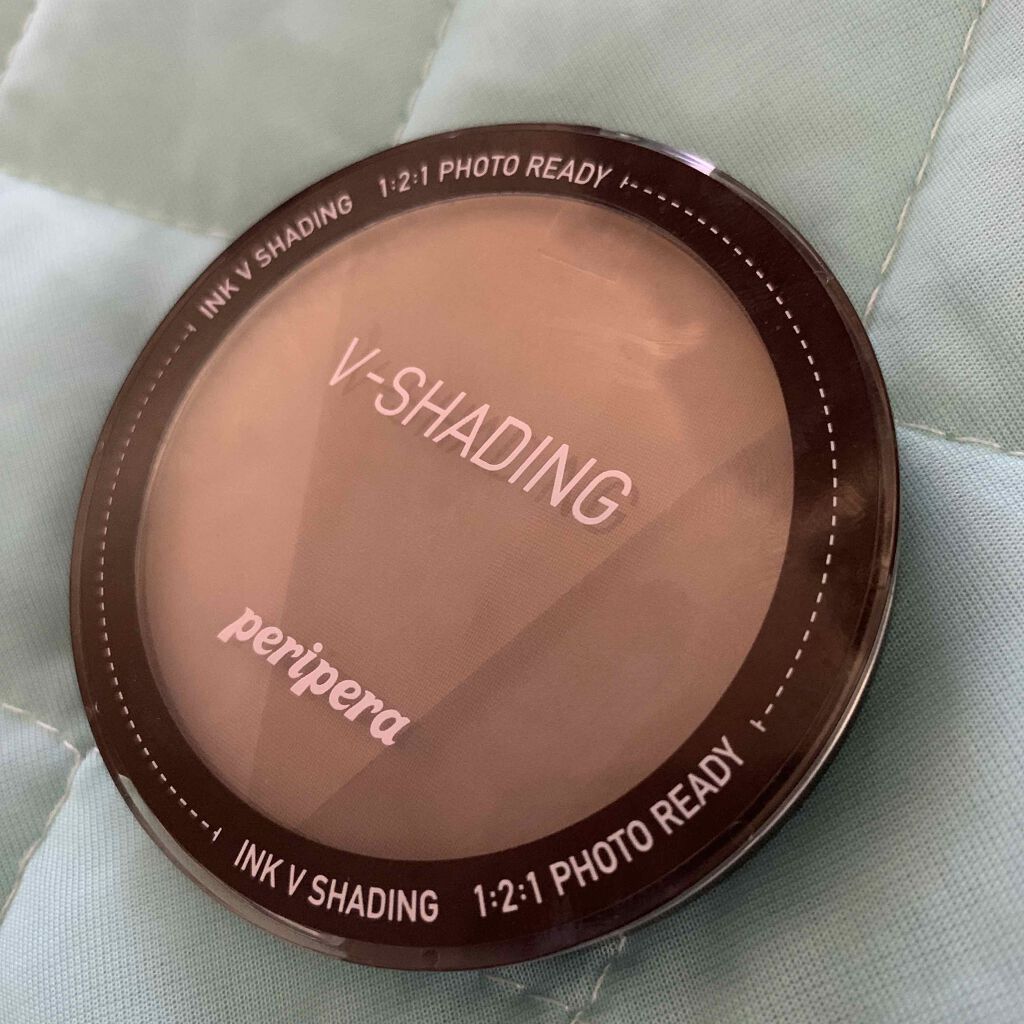 INK V SHADING 1:2:1 PHOTO READY
V-SHADING
peripera
INK V SHADING 1:2:1 PHOTO READY